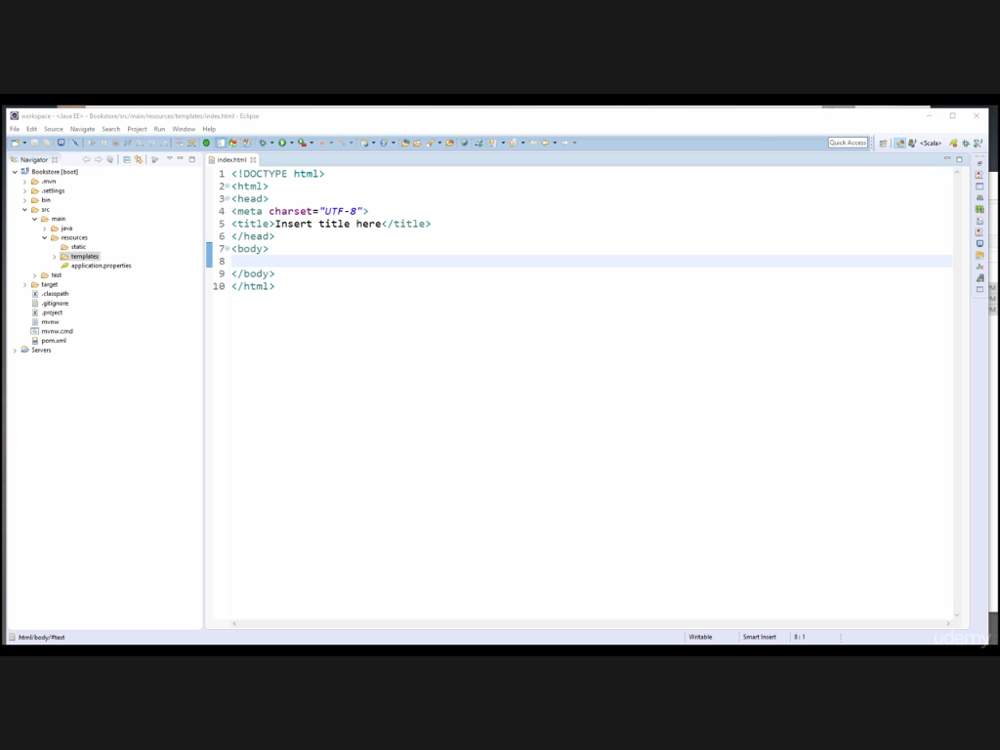 workspace - <Java EE> - Bookstore/src/main/resources/templates/index.html - Eclipse
File Edit Source Navigate Search Project Run Window Help
Quick Access
<Scala>
Navigator
index.html
Bookstore [boot]
.mvn
.settings
bin
src
main
java
resources
static
templates
application.properties
test
target
.classpath
.gitignore
.project
mvnw
mvnw.cmd
pom.xml
Servers
1 <!DOCTYPE html>
2 <html>
3 <head>
4 <meta charset="UTF-8">
5 <title>Insert title here</title>
6 </head>
7 <body>
8
9 </body>
10 </html>
html/body/#text
Writable
Smart Insert
8 : 1
udemy